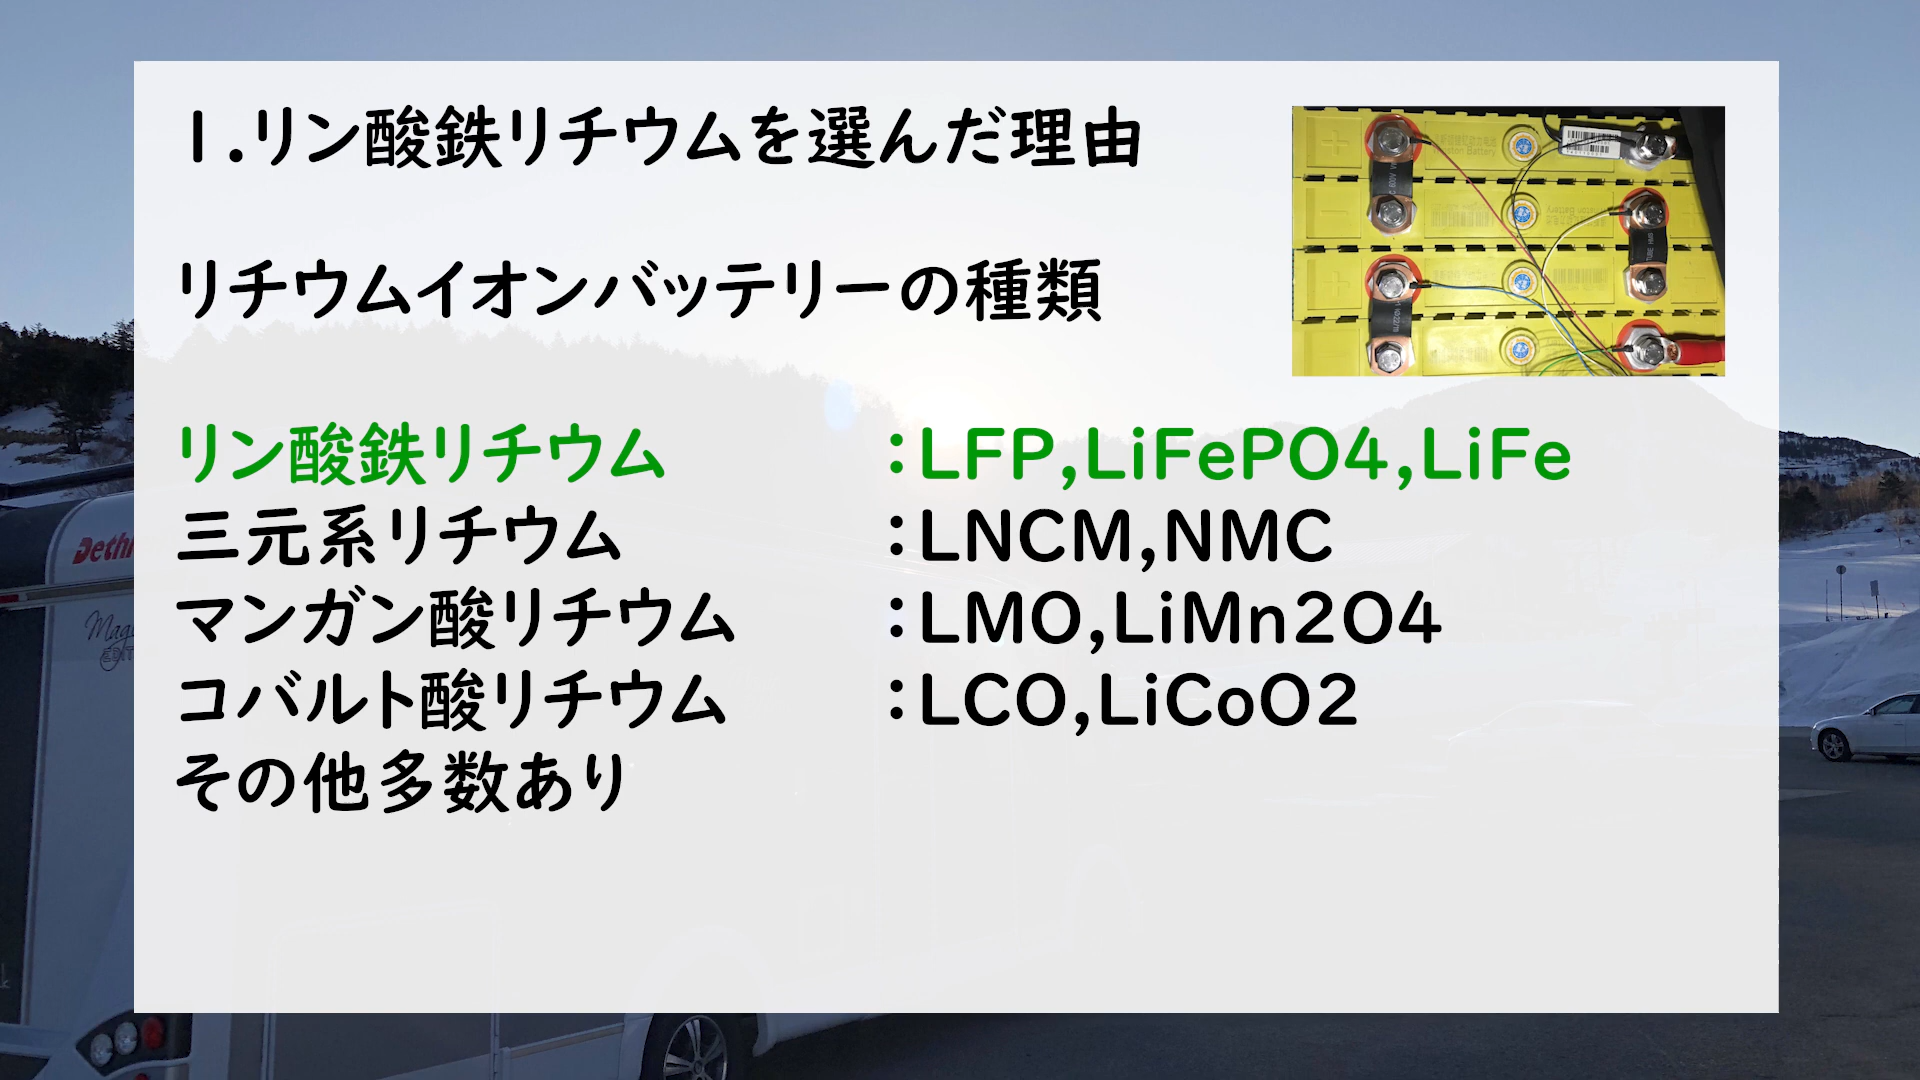 1.リン酸鉄リチウムを選んだ理由
リチウムイオンバッテリーの種類
リン酸鉄リチウム :LFP,LiFePO4,LiFe
三元系リチウム :LNCM,NMC
マンガン酸リチウム :LMO,LiMn2O4
コバルト酸リチウム :LCO,LiCoO2
その他多数あり